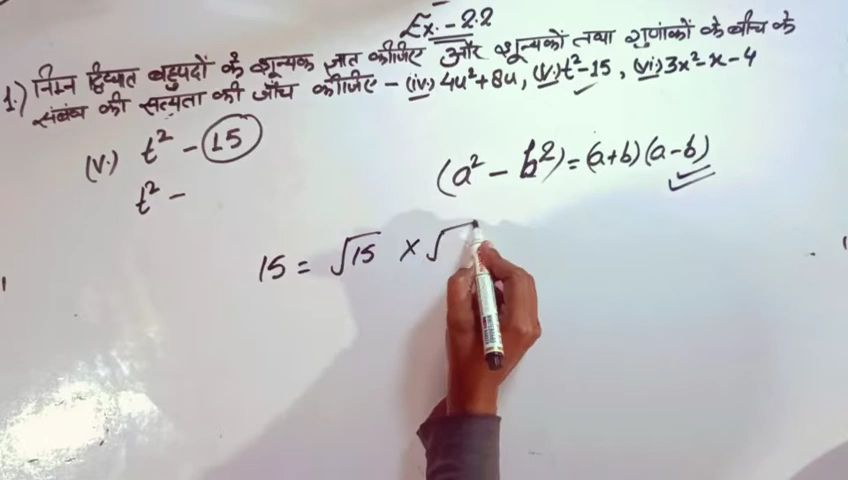 Ex. - 2.2
1.) निम्न द्विघात बहुपदों के शून्यक ज्ञात कीजिए और शून्यकों तथा गुणांकों के बीच के
संबंध की सत्यता की जाँच कीजिए - (iv.) 4u² + 8u, (v.) t² - 15, (vi.) 3x² - x - 4
(v.) t² - 15
(a² - b²) = (a+b) (a-b)
t² -
15 = √15 × √